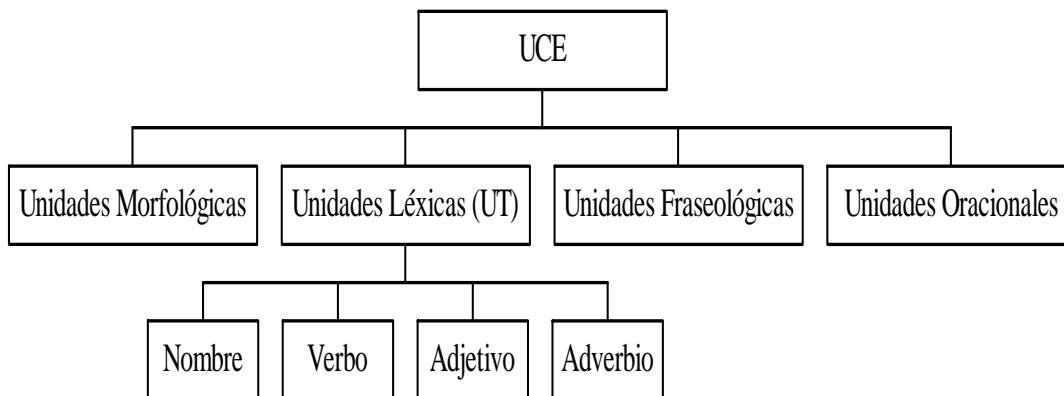 UCE
Unidades Morfológicas
Unidades Léxicas (UT)
Unidades Fraseológicas
Unidades Oracionales
Nombre
Verbo
Adjetivo
Adverbio